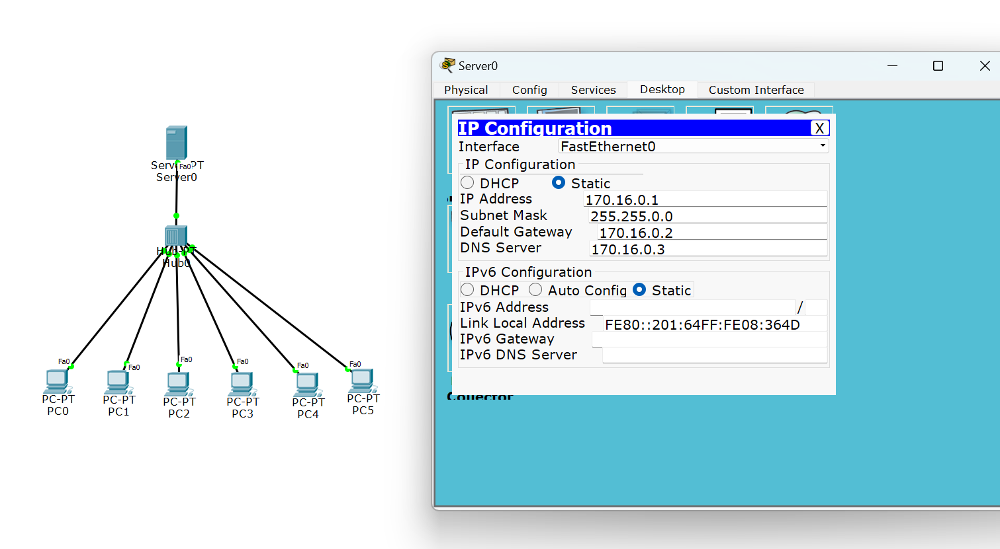 Server-PT
Fa0
Server0
Hub-PT
Hub0
Fa0
Fa0
Fa0
Fa0
Fa0
Fa0
PC-PT
PC0
PC-PT
PC1
PC-PT
PC2
PC-PT
PC3
PC-PT
PC4
PC-PT
PC5
Server0
Physical Config Services Desktop Custom Interface
IP Configuration X
Interface FastEthernet0
IP Configuration
DHCP Static
IP Address 170.16.0.1
Subnet Mask 255.255.0.0
Default Gateway 170.16.0.2
DNS Server 170.16.0.3
IPv6 Configuration
DHCP Auto Config Static
IPv6 Address /
Link Local Address FE80::201:64FF:FE08:364D
IPv6 Gateway
IPv6 DNS Server
Collector